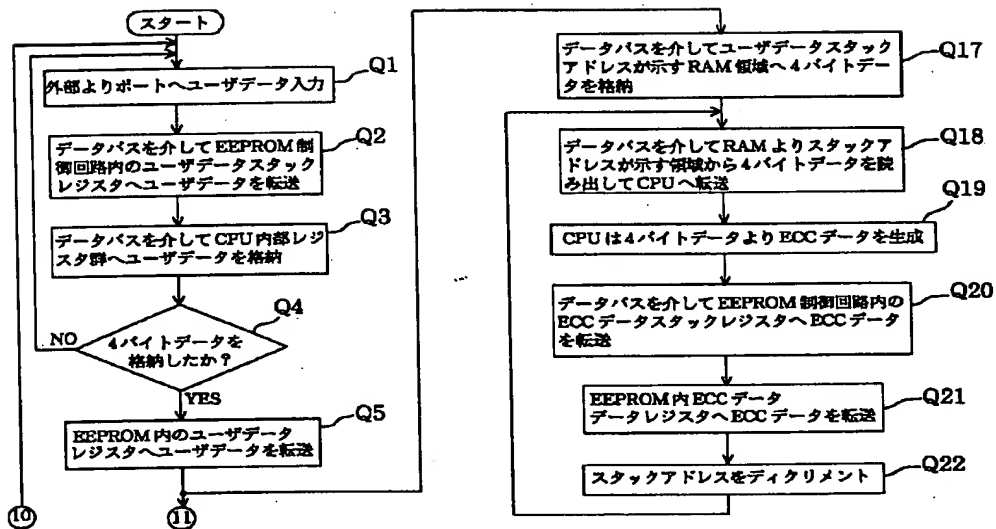 スタート
外部よりポートへユーザデータ入力
Q1
データバスを介してEEPROM制
御回路内のユーザデータスタック
レジスタへユーザデータを転送
Q2
データバスを介してCPU内部レジ
スタ群へユーザデータを格納
Q3
4バイトデータを
格納したか?
Q4
NO
YES
EEPROM内のユーザデータ
レジスタへユーザデータを転送
Q5
10
11
データバスを介してユーザデータスタック
アドレスが示すRAM領域へ4バイトデー
タを格納
Q17
データバスを介してRAMよりスタックア
ドレスが示す領域から4バイトデータを読
み出してCPUへ転送
Q18
CPUは4バイトデータよりECCデータを生成
Q19
データバスを介してEEPROM制御回路内の
ECCデータスタックレジスタへECCデータ
を転送
Q20
EEPROM内ECCデータ
データレジスタへECCデータを転送
Q21
スタックアドレスをディクリメント
Q22